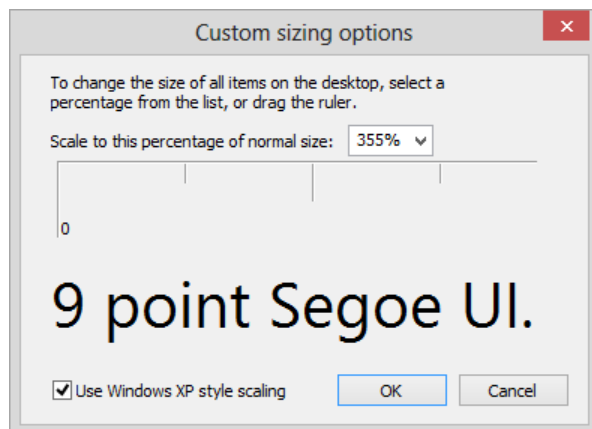 Custom sizing options
To change the size of all items on the desktop, select a
percentage from the list, or drag the ruler.
Scale to this percentage of normal size: 355%
0
9 point Segoe UI.
Use Windows XP style scaling OK Cancel